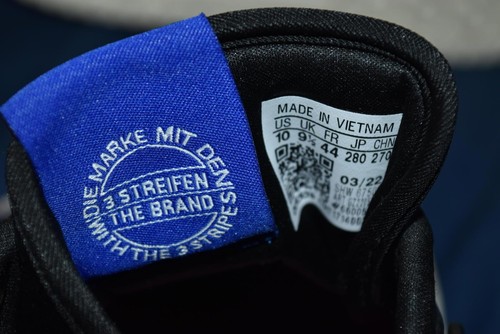 DIE MARKE MIT DEN
3 STREIFEN
THE BRAND
WITH THE 3 STRIPES
MADE IN VIETNAM
US UK FR JP CHN
10 9½ 44 280 270
03/22